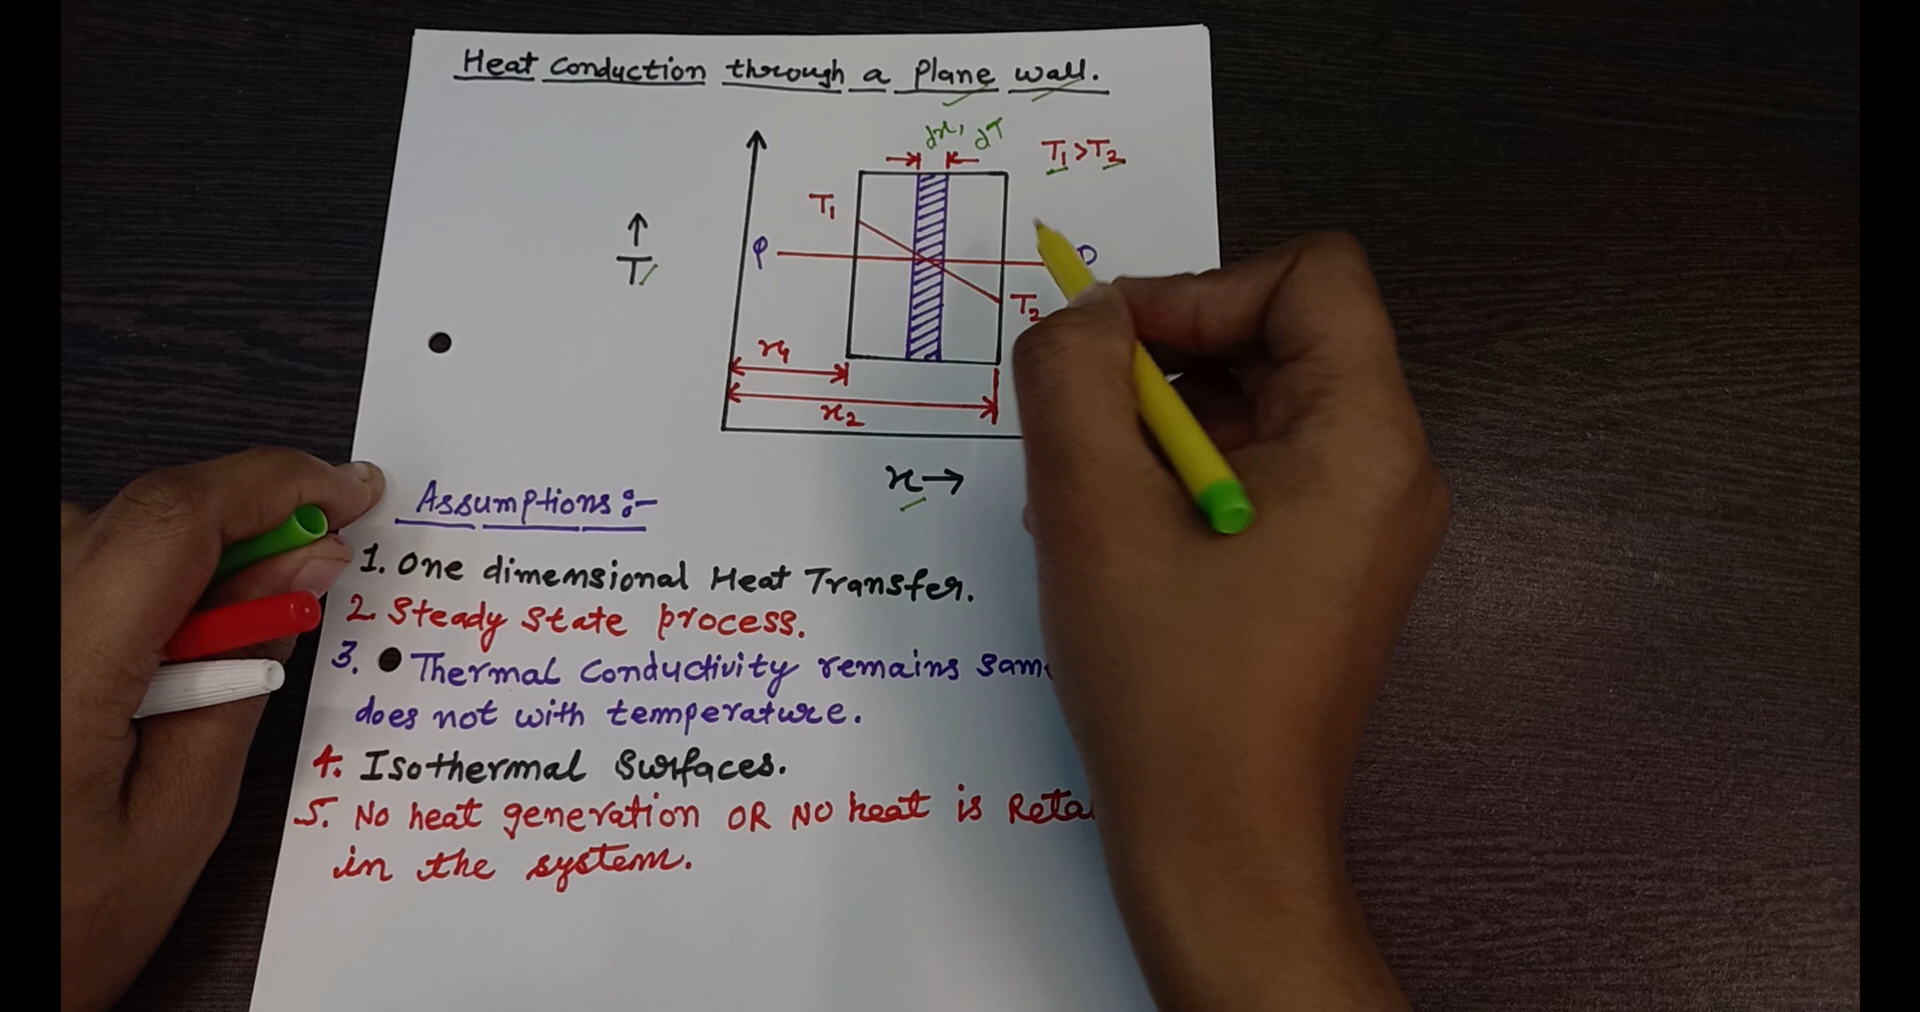 Heat conduction through a plane wall.
dx, dT
T1>T2
T1
T
T2
x1
x2
x→
Assumptions:-
1. One dimensional Heat Transfer.
2. Steady State process.
3. Thermal Conductivity remains
does not with temperature.
4. Isothermal Surfaces.
5. No heat generation OR NO heat is
in the system.